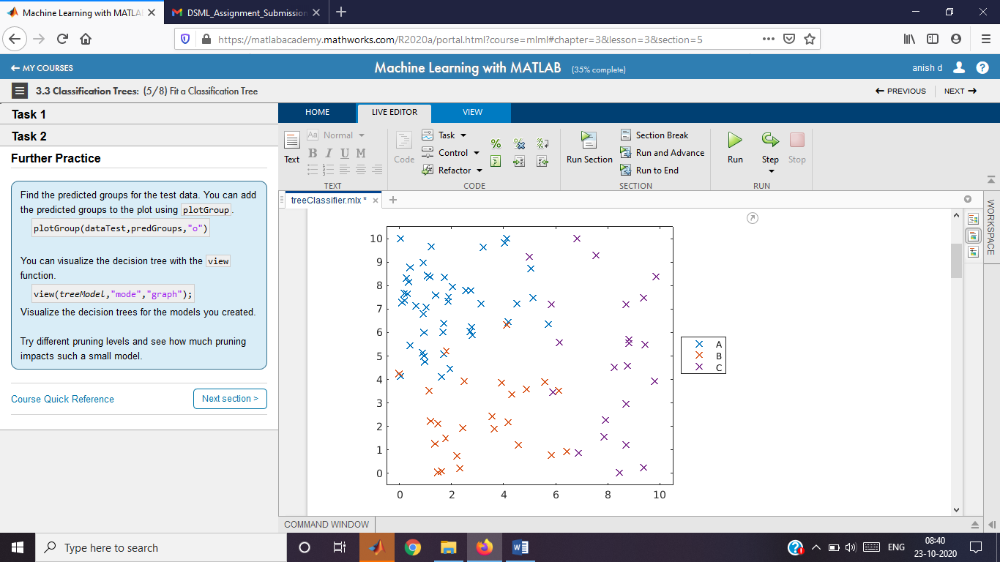 Machine Learning with MATLA
DSML_Assignment_Submission
https://matlabacademy.mathworks.com/R2020a/portal.html?course=mlml#chapter=3&lesson=3&section=5
MY COURSES
Machine Learning with MATLAB (35% complete)
anish d
3.3 Classification Trees: (5/8) Fit a Classification Tree
PREVIOUS
NEXT
Task 1
Task 2
Further Practice
Find the predicted groups for the test data. You can add
the predicted groups to the plot using plotGroup.
plotGroup(dataTest,predGroups,"o")
You can visualize the decision tree with the view
function.
view(treeModel,"mode","graph");
Visualize the decision trees for the models you created.
Try different pruning levels and see how much pruning
impacts such a small model.
Course Quick Reference
Next section >
HOME
LIVE EDITOR
VIEW
Text
Aa Normal
B I U M
TEXT
Code
Task
Control
Refactor
CODE
Run Section
Section Break
Run and Advance
Run to End
SECTION
Run
Step
Stop
RUN
treeClassifier.mlx *
WORKSPACE
10
9
8
7
6
5
4
3
2
1
0
0 2 4 6 8 10
A
B
C
COMMAND WINDOW
Type here to search
ENG
08:40
23-10-2020